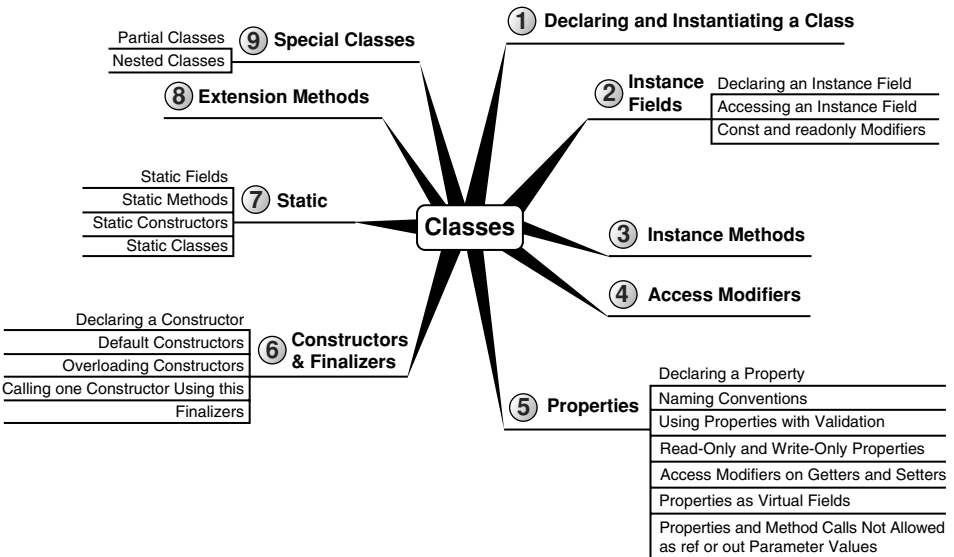 Classes
1 Declaring and Instantiating a Class
2 Instance
Fields
Declaring an Instance Field
Accessing an Instance Field
Const and readonly Modifiers
3 Instance Methods
4 Access Modifiers
5 Properties
Declaring a Property
Naming Conventions
Using Properties with Validation
Read-Only and Write-Only Properties
Access Modifiers on Getters and Setters
Properties as Virtual Fields
Properties and Method Calls Not Allowed
as ref or out Parameter Values
6 Constructors
& Finalizers
Declaring a Constructor
Default Constructors
Overloading Constructors
Calling one Constructor Using this
Finalizers
7 Static
Static Fields
Static Methods
Static Constructors
Static Classes
8 Extension Methods
9 Special Classes
Partial Classes
Nested Classes